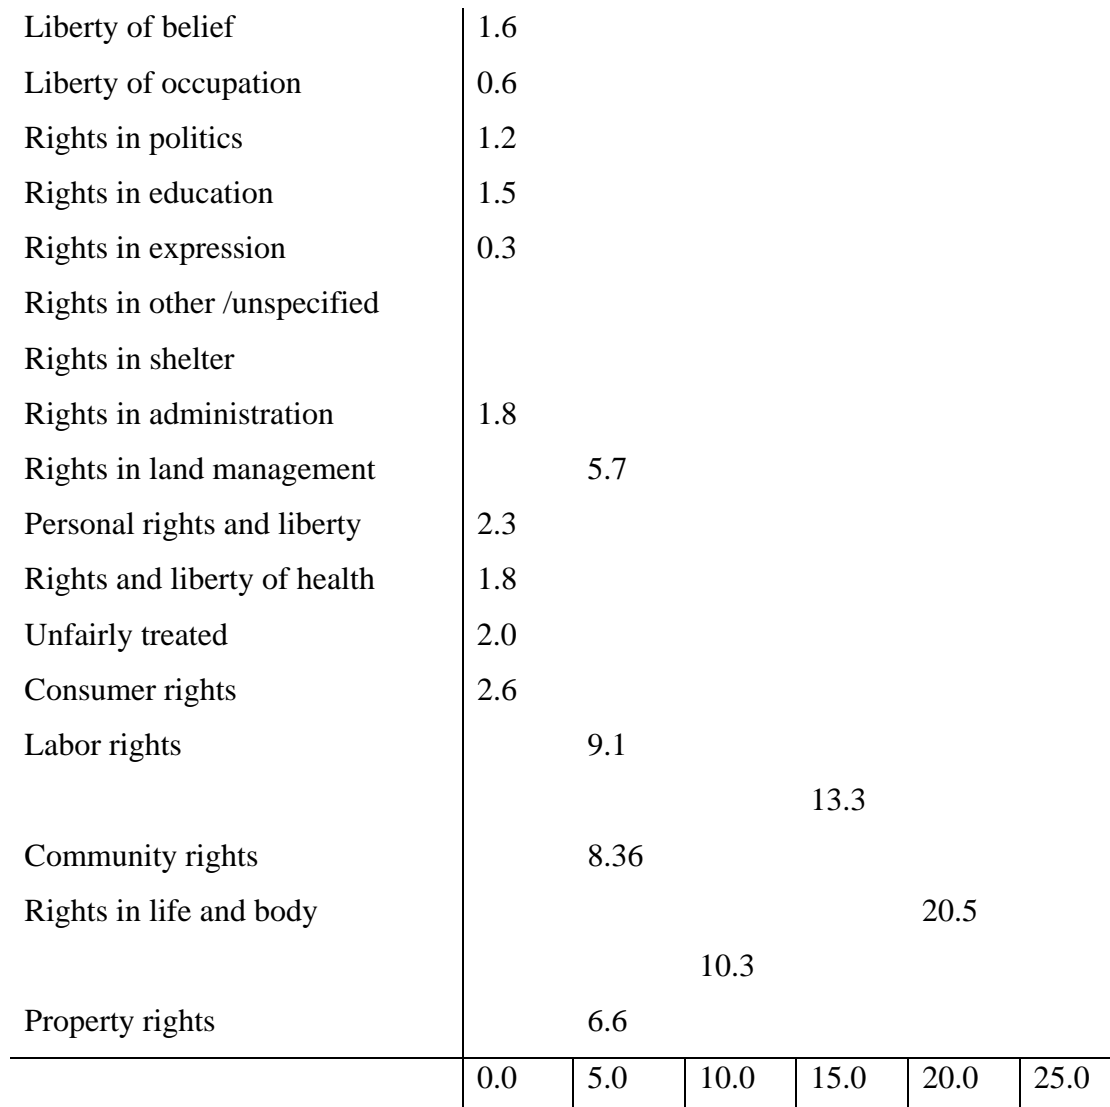 Liberty of belief 1.6
Liberty of occupation 0.6
Rights in politics 1.2
Rights in education 1.5
Rights in expression 0.3
Rights in other /unspecified
Rights in shelter
Rights in administration 1.8
Rights in land management 5.7
Personal rights and liberty 2.3
Rights and liberty of health 1.8
Unfairly treated 2.0
Consumer rights 2.6
Labor rights 9.1
13.3
Community rights 8.36
Rights in life and body 20.5
10.3
Property rights 6.6
0.0 5.0 10.0 15.0 20.0 25.0